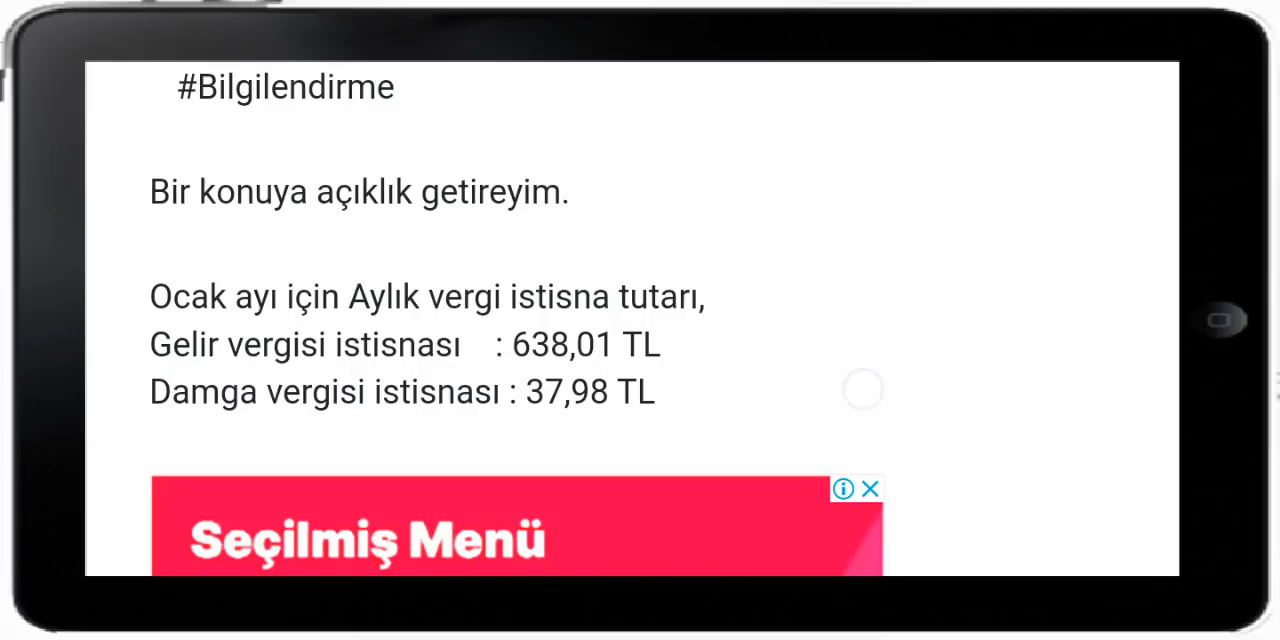 #Bilgilendirme
Bir konuya açıklık getireyim.
Ocak ayı için Aylık vergi istisna tutarı,
Gelir vergisi istisnası : 638,01 TL
Damga vergisi istisnası : 37,98 TL
Seçilmiş Menü